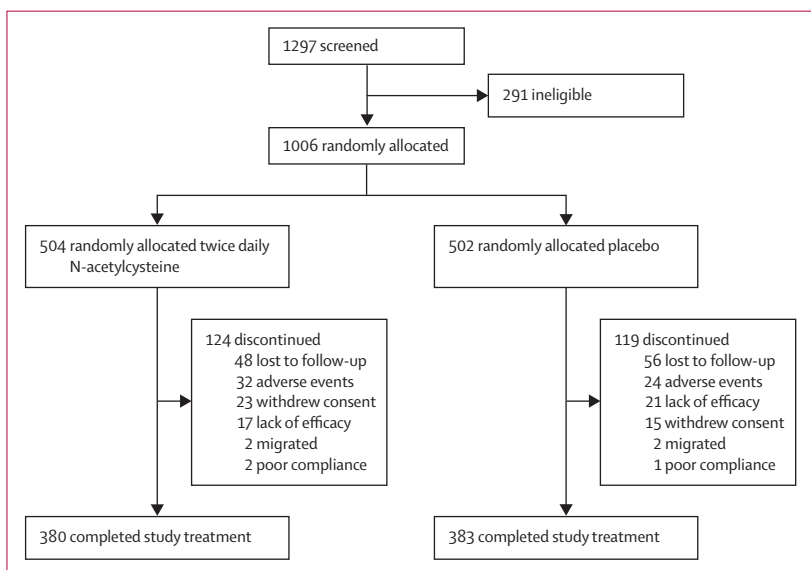 1297 screened
291 ineligible
1006 randomly allocated
504 randomly allocated twice daily
N-acetylcysteine
502 randomly allocated placebo
124 discontinued
48 lost to follow-up
32 adverse events
23 withdrew consent
17 lack of efficacy
2 migrated
2 poor compliance
119 discontinued
56 lost to follow-up
24 adverse events
21 lack of efficacy
15 withdrew consent
2 migrated
1 poor compliance
380 completed study treatment
383 completed study treatment